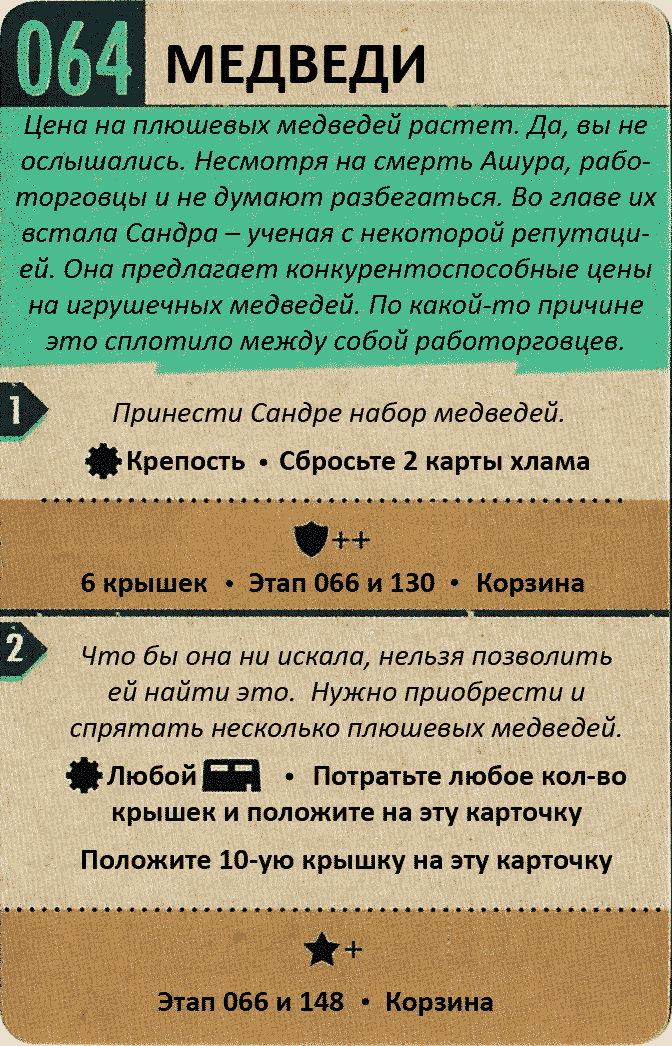 064 МЕДВЕДИ
Цена на плюшевых медведей растет. Да, вы не
ослышались. Несмотря на смерть Ашура, рабо-
торговцы и не думают разбегаться. Во главе их
встала Сандра – ученая с некоторой репутаци-
ей. Она предлагает конкурентоспособные цены
на игрушечных медведей. По какой-то причине
это сплотило между собой работорговцев.
1
Принести Сандре набор медведей.
Крепость • Сбросьте 2 карты хлама
++
6 крышек • Этап 066 и 130 • Корзина
2
Что бы она ни искала, нельзя позволить
ей найти это. Нужно приобрести и
спрятать несколько плюшевых медведей.
Любой • Потратьте любое кол-во
крышек и положите на эту карточку
Положите 10-ую крышку на эту карточку
+
Этап 066 и 148 • Корзина